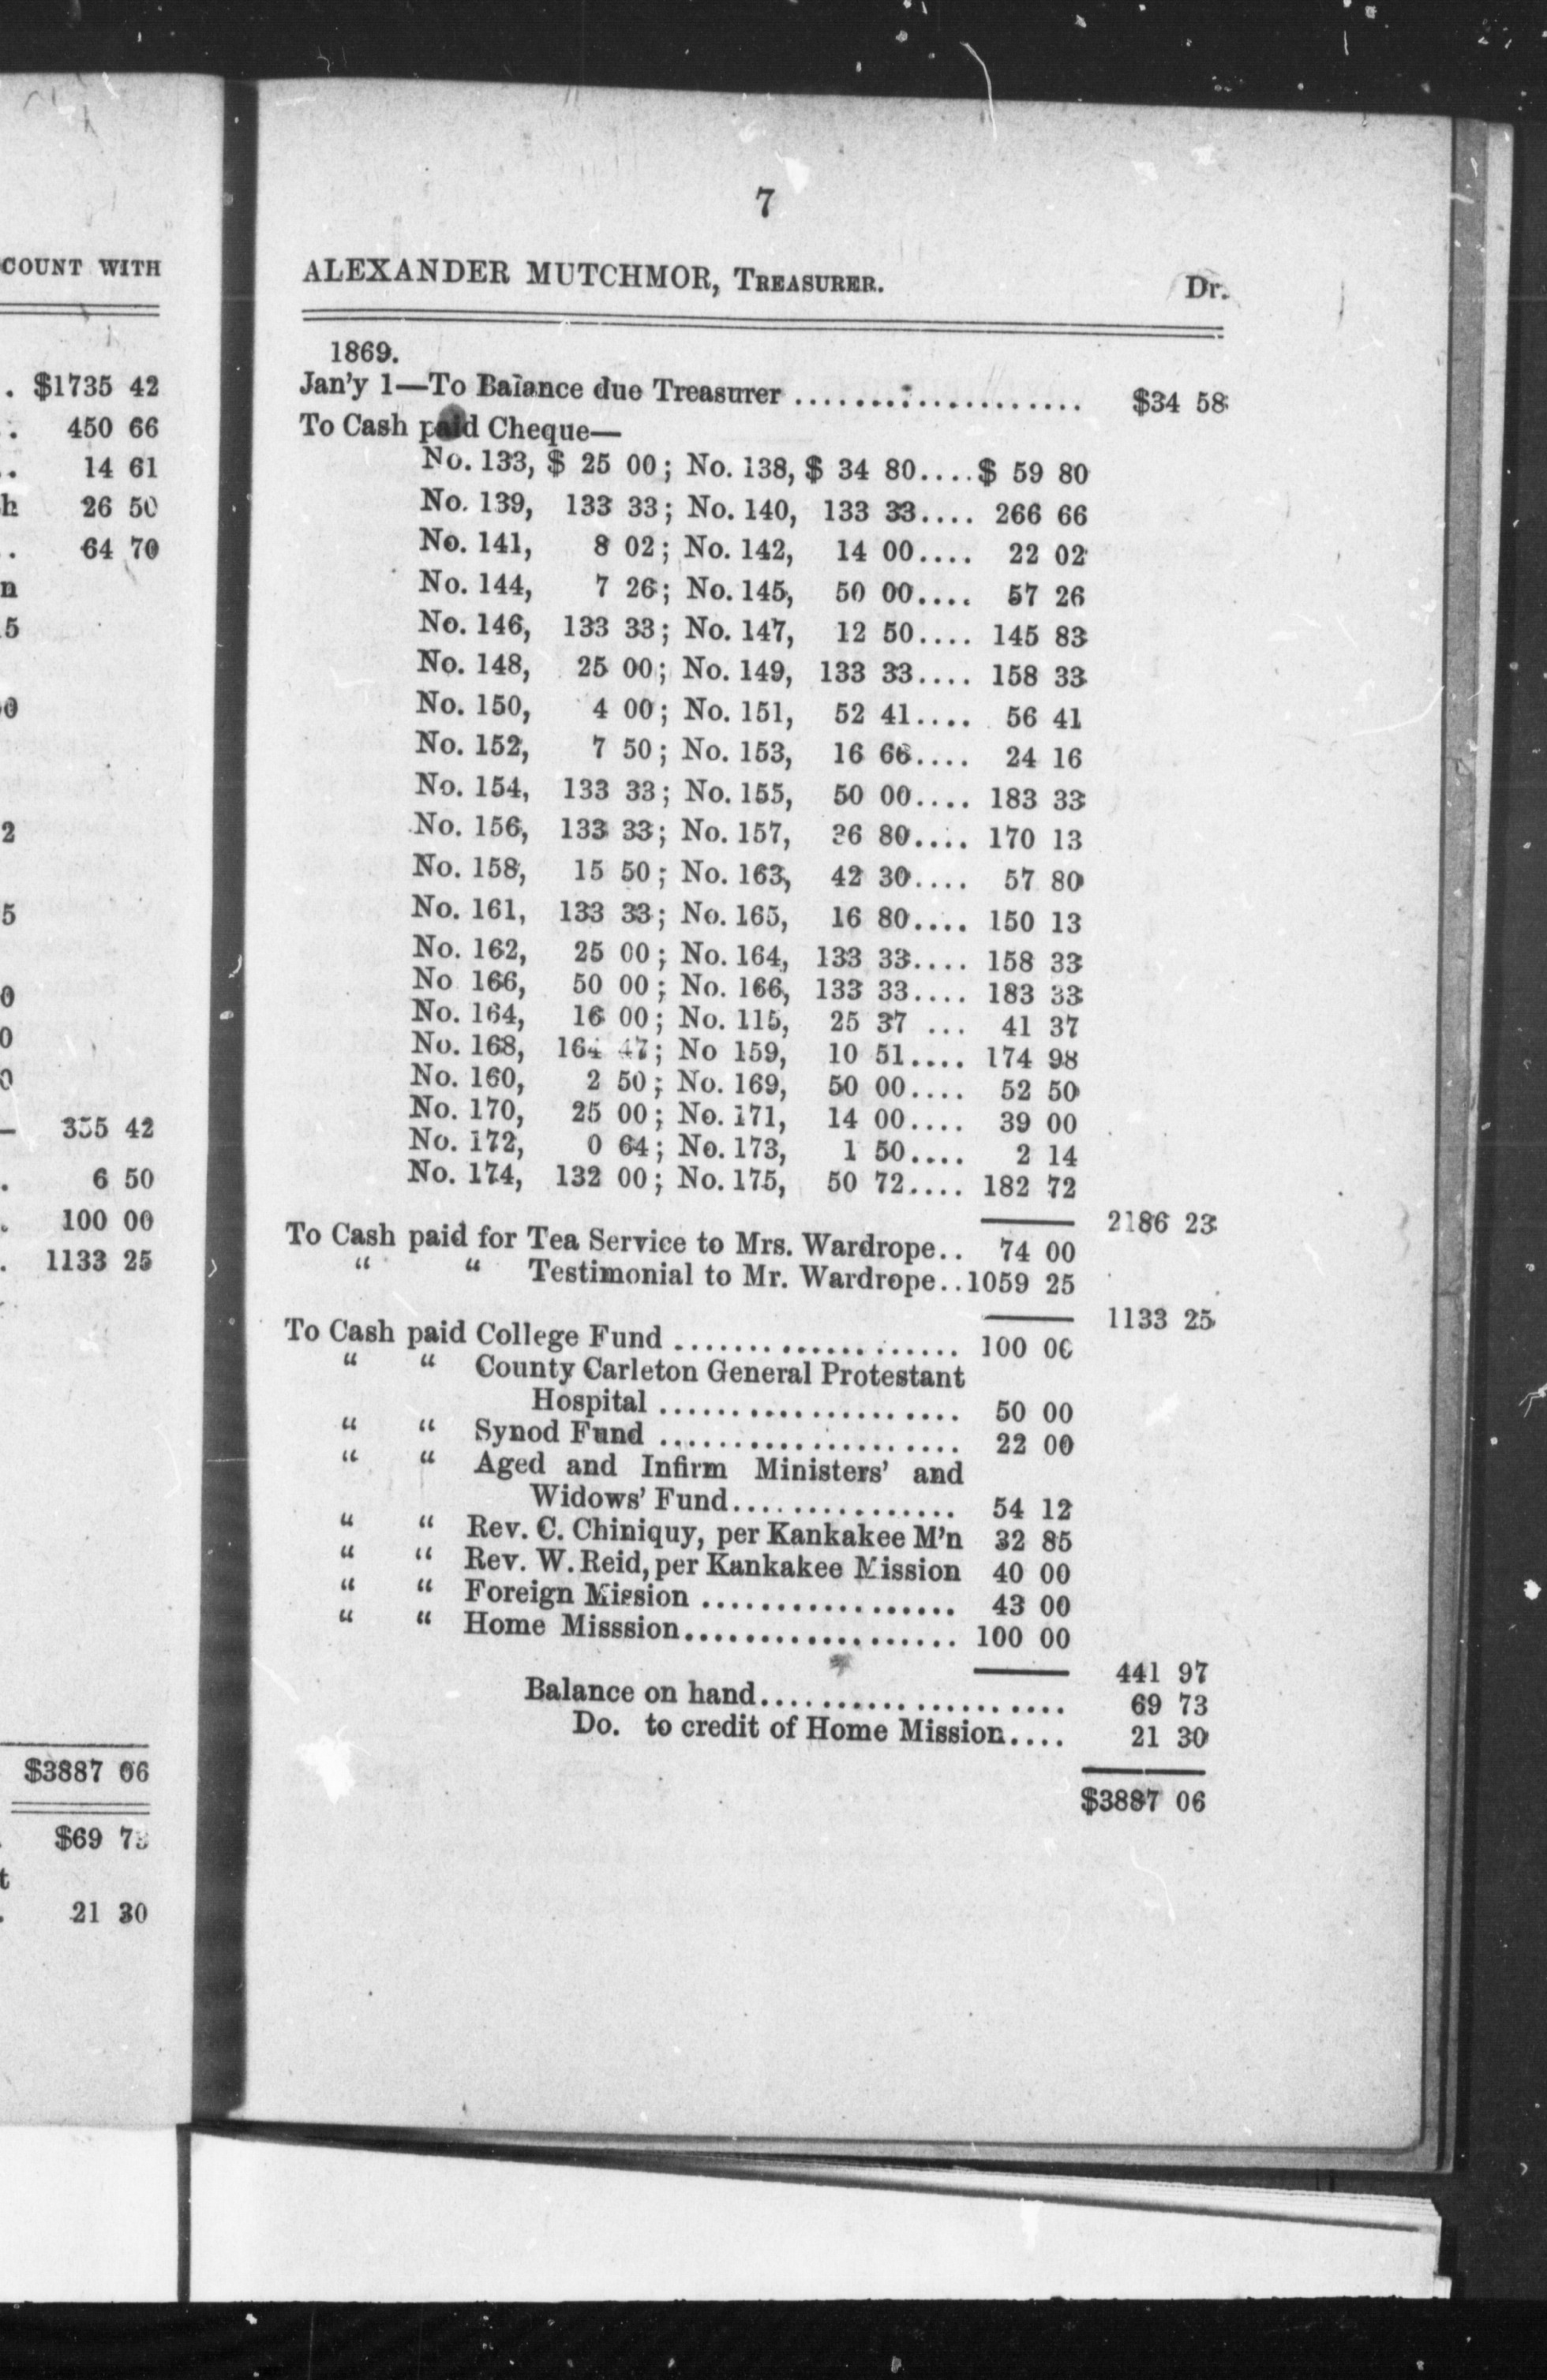 COUNT WITH
. $1735 42
. 450 66
.. 14 61
h 26 50
.. 64 70
n
5
0
2
5
0
0
0
— 355 42
. 6 50
. 100 00
. 1133 25
$3887 06
$69 73
t
. 21 30
7
ALEXANDER MUTCHMOR, TREASURER. Dr.
1869.
Jan'y 1—To Balance due Treasurer .................... $34 58
To Cash paid Cheque—
No. 133, $ 25 00; No. 138, $ 34 80....$ 59 80
No. 139, 133 33; No. 140, 133 33.... 266 66
No. 141, 8 02; No. 142, 14 00.... 22 02
No. 144, 7 26; No. 145, 50 00.... 57 26
No. 146, 133 33; No. 147, 12 50.... 145 83
No. 148, 25 00; No. 149, 133 33.... 158 33
No. 150, 4 00; No. 151, 52 41.... 56 41
No. 152, 7 50; No. 153, 16 66.... 24 16
No. 154, 133 33; No. 155, 50 00.... 183 33
No. 156, 133 33; No. 157, 36 80.... 170 13
No. 158, 15 50; No. 163, 42 30.... 57 80
No. 161, 133 33; No. 165, 16 80.... 150 13
No. 162, 25 00; No. 164, 133 33.... 158 33
No 166, 50 00; No. 166, 133 33.... 183 33
No. 164, 16 00; No. 115, 25 37 ... 41 37
No. 168, 164 47; No 159, 10 51.... 174 98
No. 160, 2 50; No. 169, 50 00.... 52 50
No. 170, 25 00; No. 171, 14 00.... 39 00
No. 172, 0 64; No. 173, 1 50.... 2 14
No. 174, 132 00; No. 175, 50 72.... 182 72
2186 23
To Cash paid for Tea Service to Mrs. Wardrope.. 74 00
“ “ Testimonial to Mr. Wardrope..1059 25
1133 25
To Cash paid College Fund .................... 100 00
“ “ County Carleton General Protestant
Hospital ..................... 50 00
“ “ Synod Fund ..................... 22 00
“ “ Aged and Infirm Ministers' and
Widows' Fund................ 54 12
“ “ Rev. C. Chiniquy, per Kankakee M'n 32 85
“ “ Rev. W. Reid, per Kankakee Mission 40 00
“ “ Foreign Mission .................. 43 00
“ “ Home Misssion................... 100 00
441 97
Balance on hand..................... 69 73
Do. to credit of Home Mission.... 21 30
$3887 06